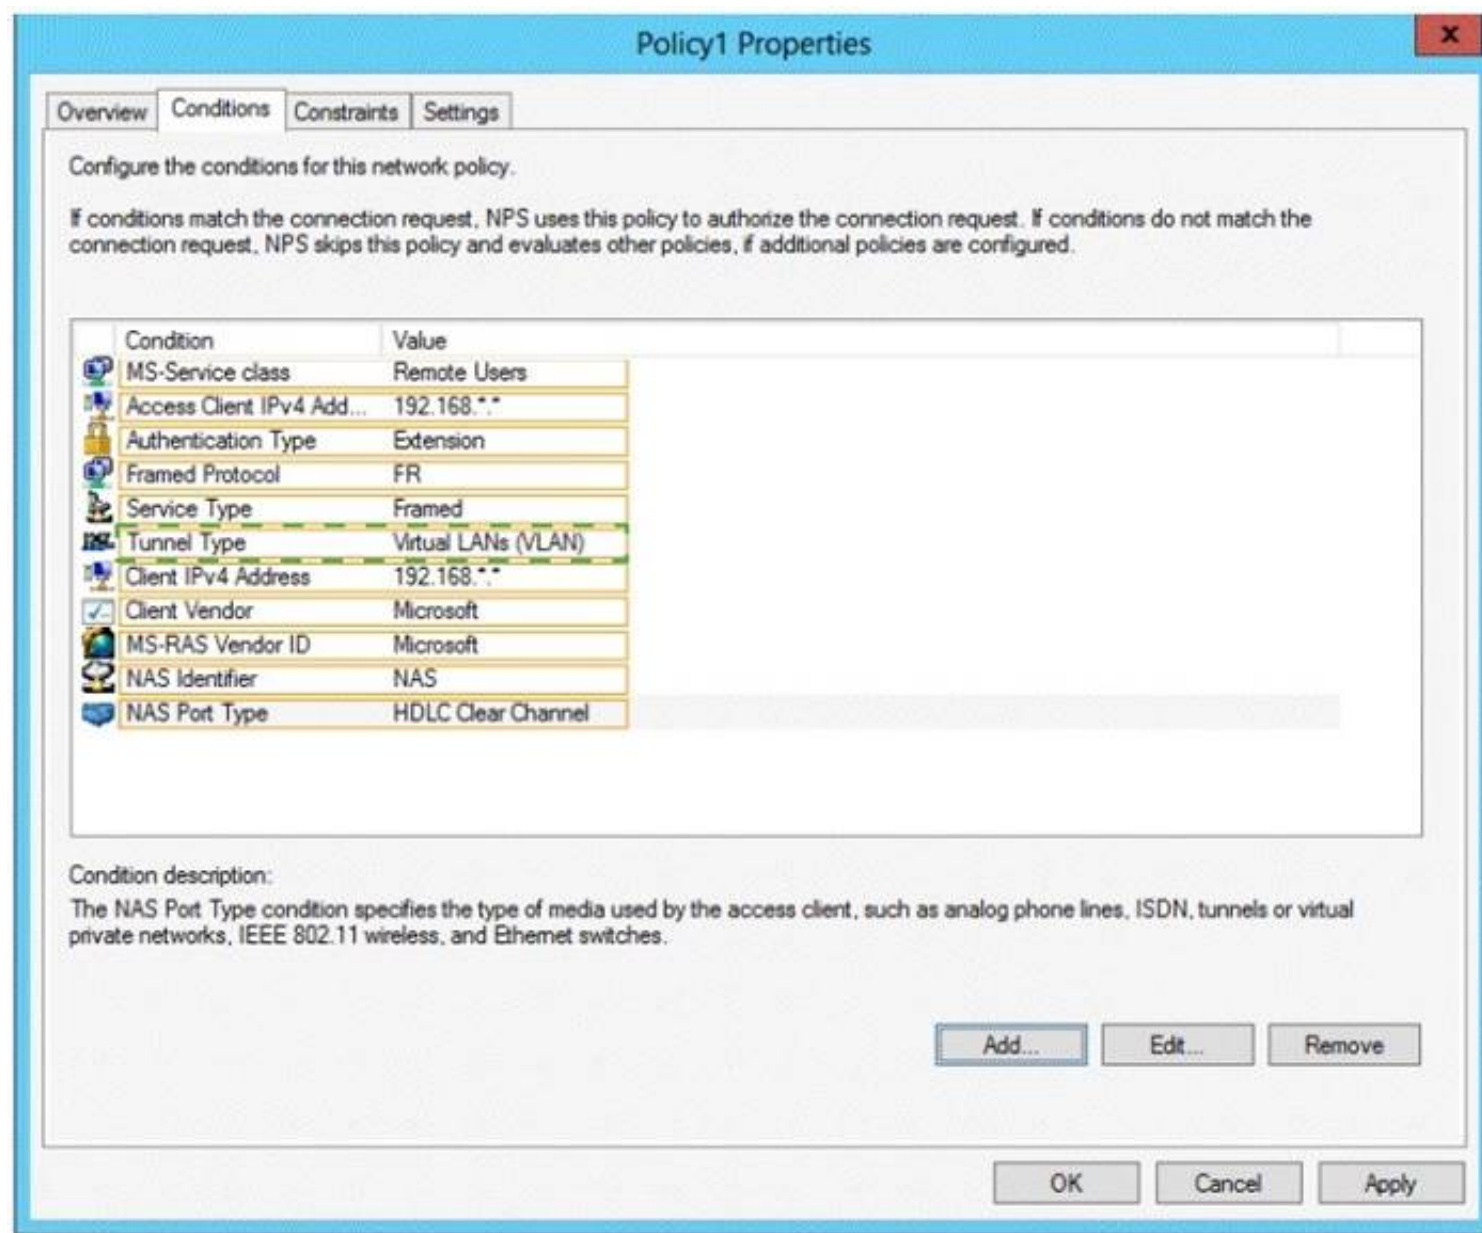 Policy1 Properties
x
Overview Conditions Constraints Settings
Configure the conditions for this network policy.
If conditions match the connection request, NPS uses this policy to authorize the connection request. If conditions do not match the
connection request, NPS skips this policy and evaluates other policies, if additional policies are configured.
Condition Value
MS-Service class Remote Users
Access Client IPv4 Add... 192.168.*.*
Authentication Type Extension
Framed Protocol FR
Service Type Framed
Tunnel Type Virtual LANs (VLAN)
Client IPv4 Address 192.168.*.*
Client Vendor Microsoft
MS-RAS Vendor ID Microsoft
NAS Identifier NAS
NAS Port Type HDLC Clear Channel
Condition description:
The NAS Port Type condition specifies the type of media used by the access client, such as analog phone lines, ISDN, tunnels or virtual
private networks, IEEE 802.11 wireless, and Ethernet switches.
Add... Edit... Remove
OK Cancel Apply